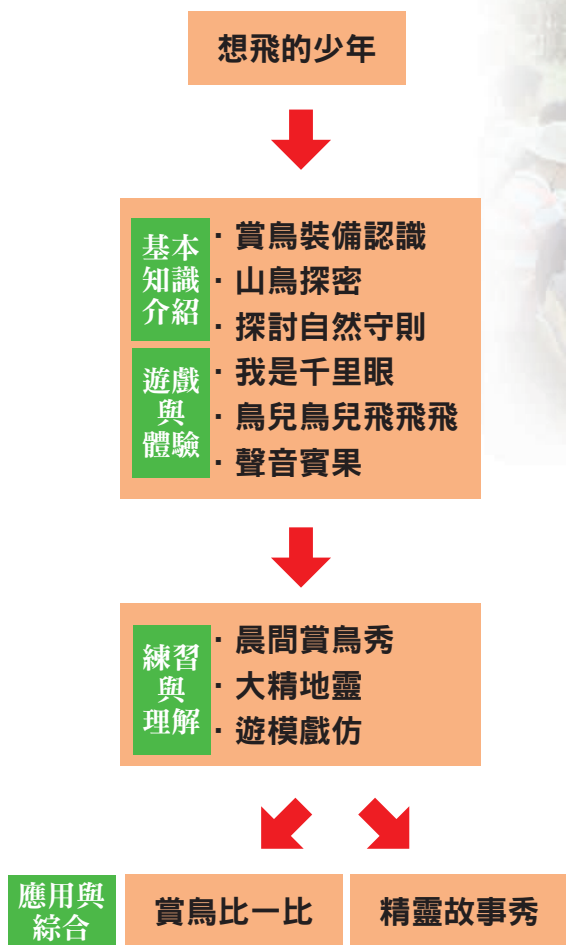 想飛的少年
基本
知識
介紹
· 賞鳥裝備認識
· 山鳥探密
· 探討自然守則
遊戲
與
體驗
· 我是千里眼
· 鳥兒鳥兒飛飛飛
· 聲音賓果
練習
與
理解
· 晨間賞鳥秀
· 大精地靈
· 遊模戲仿
應用與
綜合
賞鳥比一比
精靈故事秀